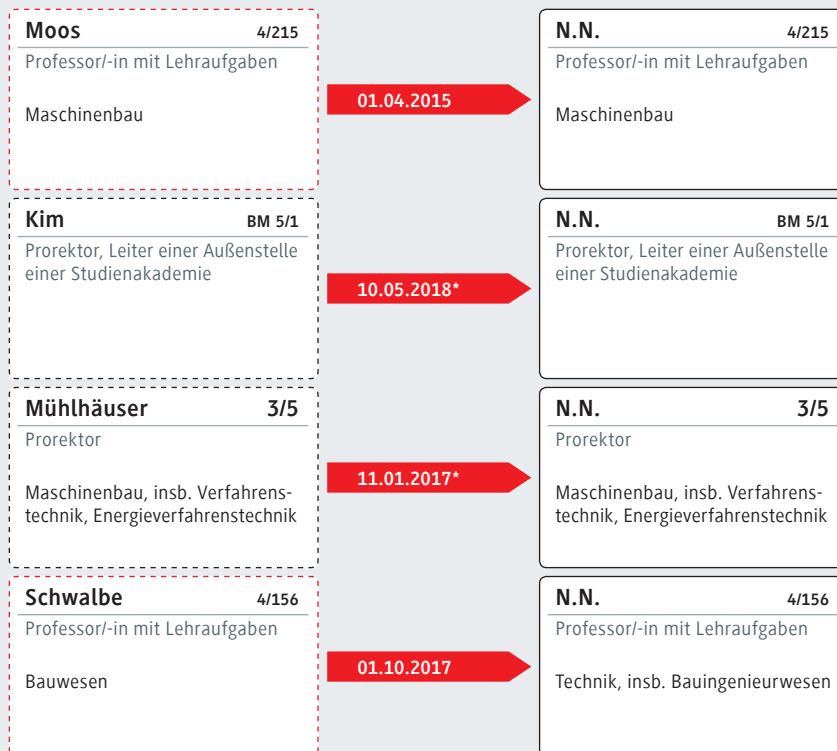 Moos 4/215
Professor/-in mit Lehraufgaben
Maschinenbau
01.04.2015
N.N. 4/215
Professor/-in mit Lehraufgaben
Maschinenbau
Kim BM 5/1
Prorektor, Leiter einer Außenstelle
einer Studienakademie
10.05.2018*
N.N. BM 5/1
Prorektor, Leiter einer Außenstelle
einer Studienakademie
Mühlhäuser 3/5
Prorektor
Maschinenbau, insb. Verfahrens-
technik, Energieverfahrenstechnik
11.01.2017*
N.N. 3/5
Prorektor
Maschinenbau, insb. Verfahrens-
technik, Energieverfahrenstechnik
Schwalbe 4/156
Professor/-in mit Lehraufgaben
Bauwesen
01.10.2017
N.N. 4/156
Professor/-in mit Lehraufgaben
Technik, insb. Bauingenieurwesen